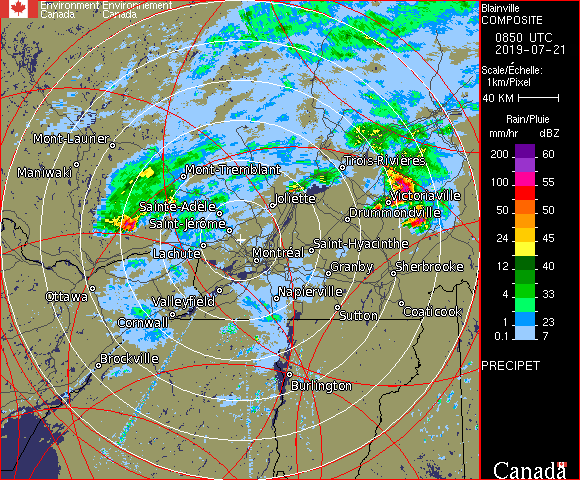 Environment Environnement
Canada Canada
Mont-Laurier
Maniwaki
Mont-Tremblant
Trois-Rivières
Sainte-Adèle
Joliette
Victoriaville
Drummondville
Saint-Jérôme
Lachute
Montréal
Saint-Hyacinthe
Granby
Sherbrooke
Ottawa
Valleyfield
Napierville
Cornwall
Sutton
Coaticook
Brockville
Burlington
Blainville
COMPOSITE
0850 UTC
2019-07-21
Scale/Échelle:
1km/Pixel
40 KM
Rain/Pluie
mm/hr dBZ
200 60
100 55
50 50
24 45
12 40
4 33
1 23
0.1 7
PRECIPET
Canada